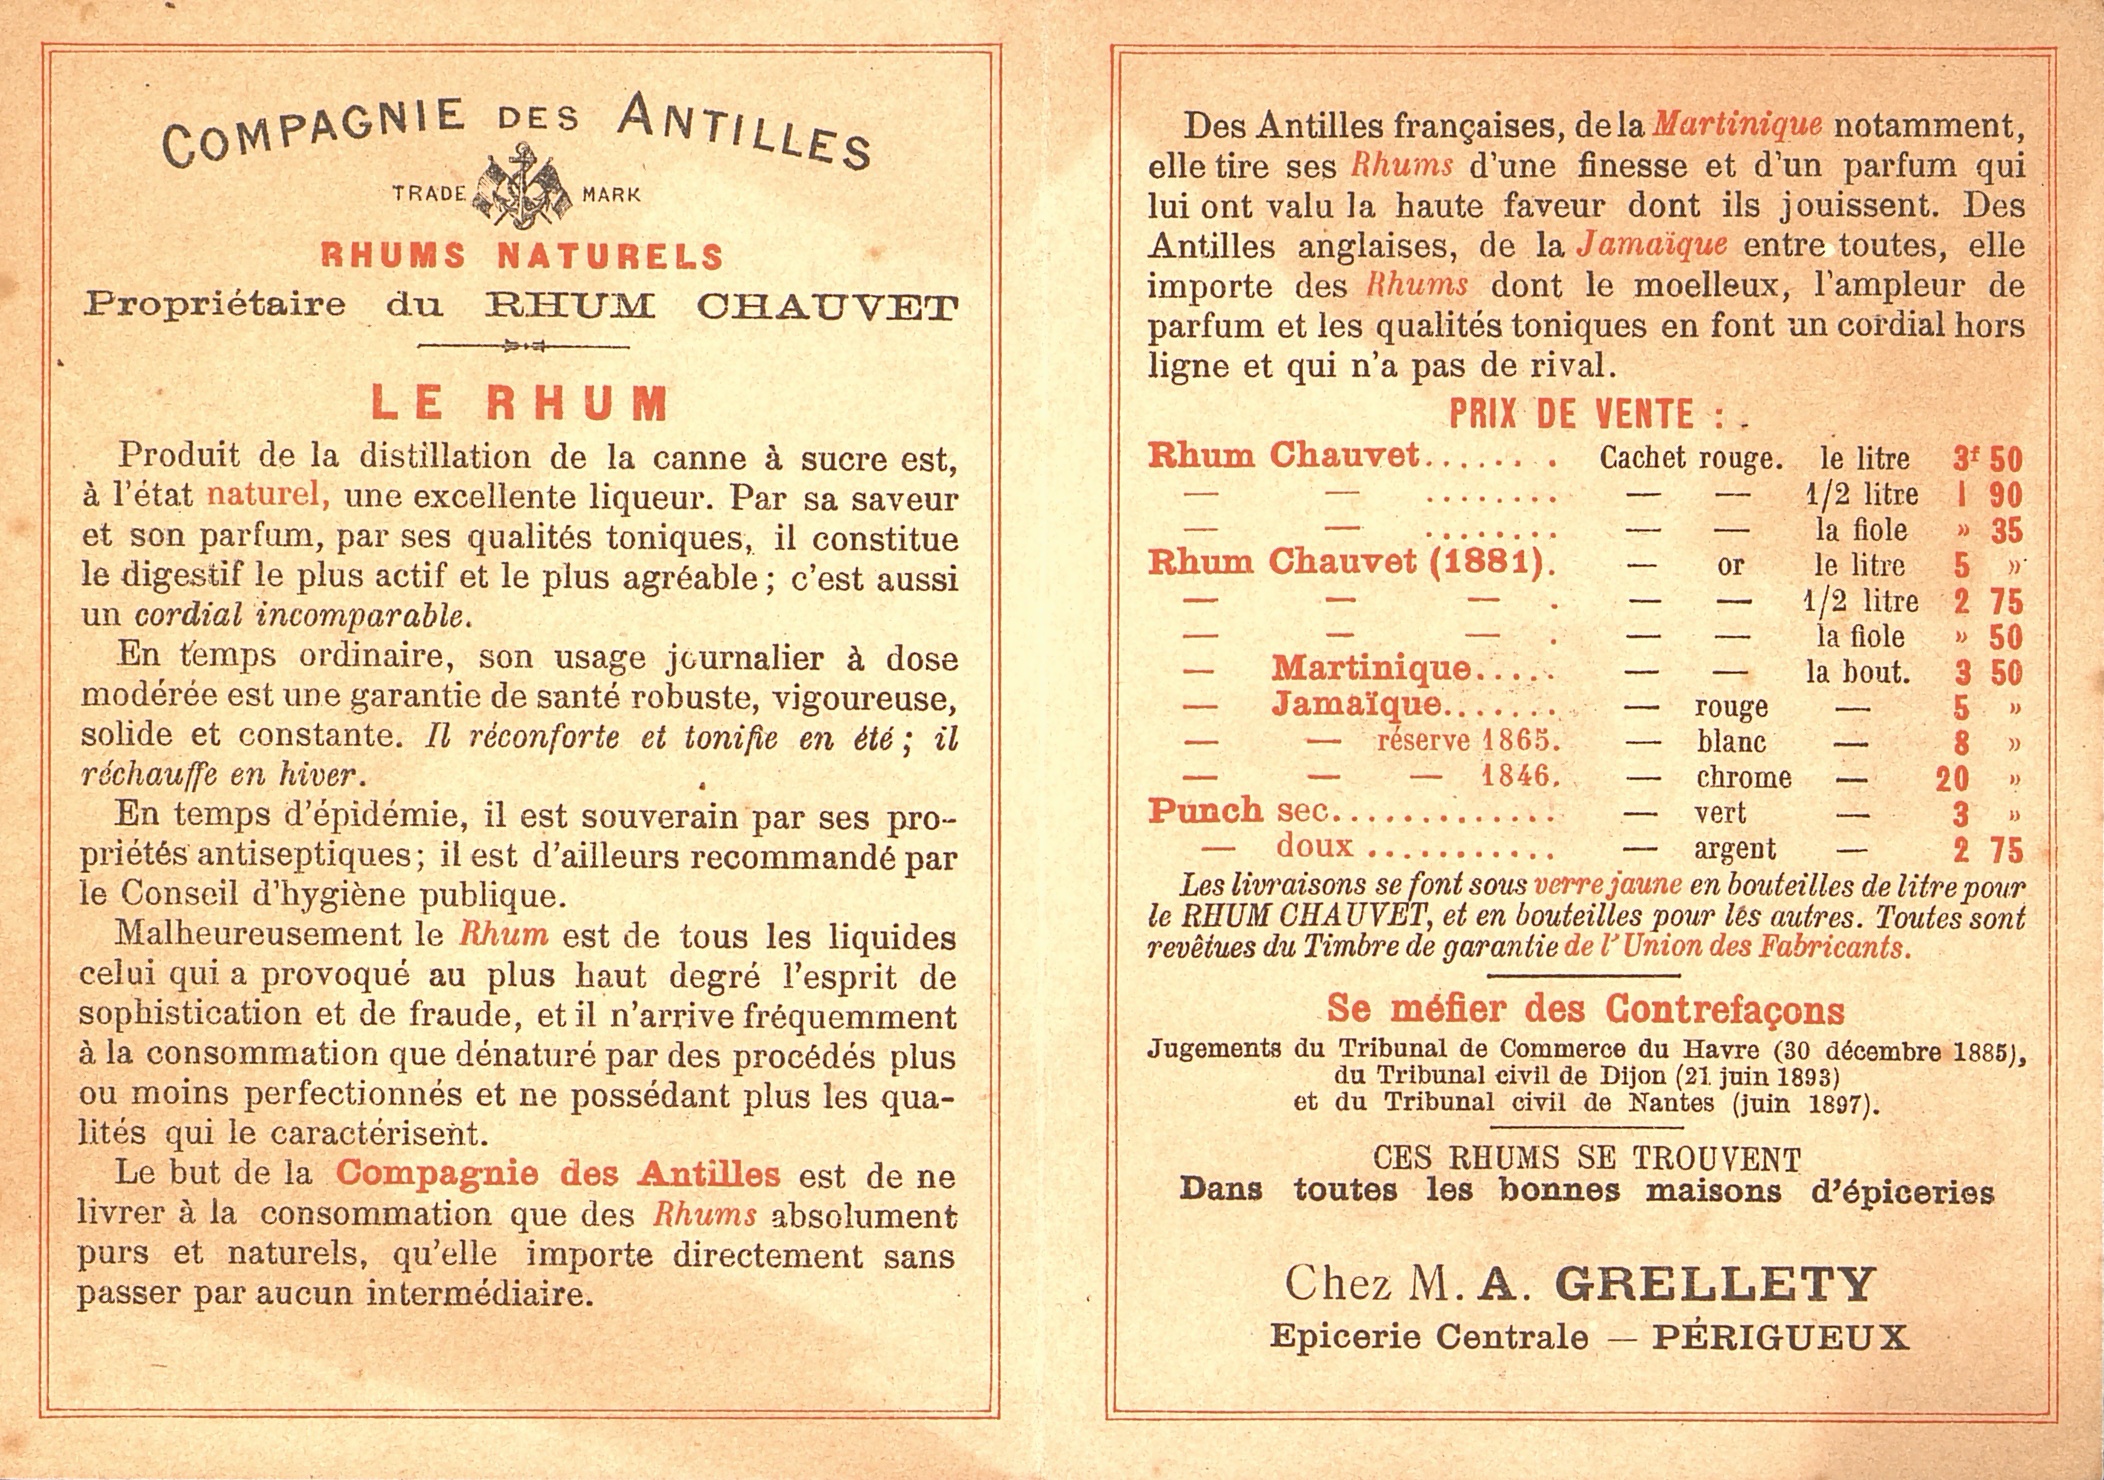 COMPAGNIE DES ANTILLES
TRADE MARK
RHUMS NATURELS
Propriétaire du RHUM CHAUVET
LE RHUM
Produit de la distillation de la canne à sucre est,
à l'état naturel, une excellente liqueur. Par sa saveur
et son parfum, par ses qualités toniques, il constitue
le digestif le plus actif et le plus agréable ; c'est aussi
un cordial incomparable.
En temps ordinaire, son usage journalier à dose
modérée est une garantie de santé robuste, vigoureuse,
solide et constante. Il réconforte et tonifie en été ; il
réchauffe en hiver.
En temps d'épidémie, il est souverain par ses pro-
priétés antiseptiques ; il est d'ailleurs recommandé par
le Conseil d'hygiène publique.
Malheureusement le Rhum est de tous les liquides
celui qui a provoqué au plus haut degré l'esprit de
sophistication et de fraude, et il n'arrive fréquemment
à la consommation que dénaturé par des procédés plus
ou moins perfectionnés et ne possédant plus les qua-
lités qui le caractérisent.
Le but de la Compagnie des Antilles est de ne
livrer à la consommation que des Rhums absolument
purs et naturels, qu'elle importe directement sans
passer par aucun intermédiaire.
Des Antilles françaises, de la Martinique notamment,
elle tire ses Rhums d'une finesse et d'un parfum qui
lui ont valu la haute faveur dont ils jouissent. Des
Antilles anglaises, de la Jamaïque entre toutes, elle
importe des Rhums dont le moelleux, l'ampleur de
parfum et les qualités toniques en font un cordial hors
ligne et qui n'a pas de rival.
PRIX DE VENTE :
Rhum Chauvet....... Cachet rouge. le litre 3f 50
— — ........ — — 1/2 litre 1 90
— — ........ — — la fiole » 35
Rhum Chauvet (1881). — or le litre 5 »
— — — . — — 1/2 litre 2 75
— — — . — — la fiole » 50
— Martinique..... — — la bout. 3 50
— Jamaïque....... — rouge — 5 »
— — réserve 1865. — blanc — 8 »
— — — 1846. — chrome — 20 »
Punch sec............. — vert — 3 »
— doux ........... — argent — 2 75
Les livraisons se font sous verre jaune en bouteilles de litre pour
le RHUM CHAUVET, et en bouteilles pour les autres. Toutes sont
revêtues du Timbre de garantie de l'Union des Fabricants.
Se méfier des Contrefaçons
Jugements du Tribunal de Commerce du Havre (30 décembre 1885),
du Tribunal civil de Dijon (21 juin 1893)
et du Tribunal civil de Nantes (juin 1897).
CES RHUMS SE TROUVENT
Dans toutes les bonnes maisons d'épiceries
Chez M. A. GRELLETY
Epicerie Centrale — PÉRIGUEUX